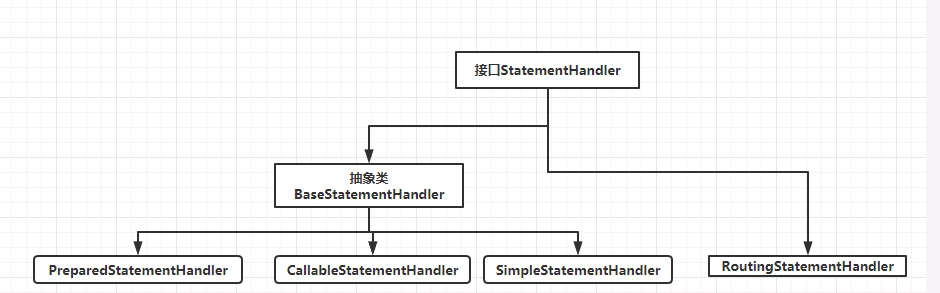 接口StatementHandler
抽象类
BaseStatementHandler
PreparedStatementHandler
CallableStatementHandler
SimpleStatementHandler
RoutingStatementHandler